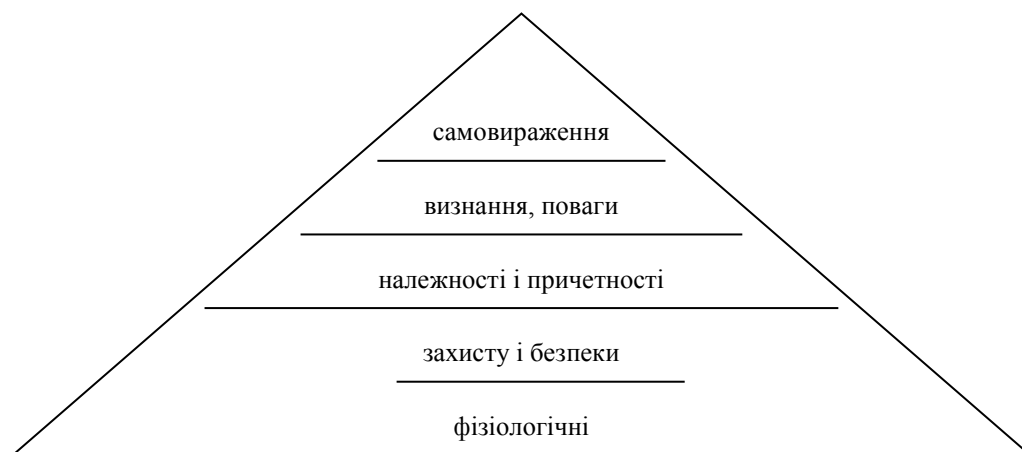 самовираження
визнання, поваги
належності і причетності
захисту і безпеки
фізіологічні